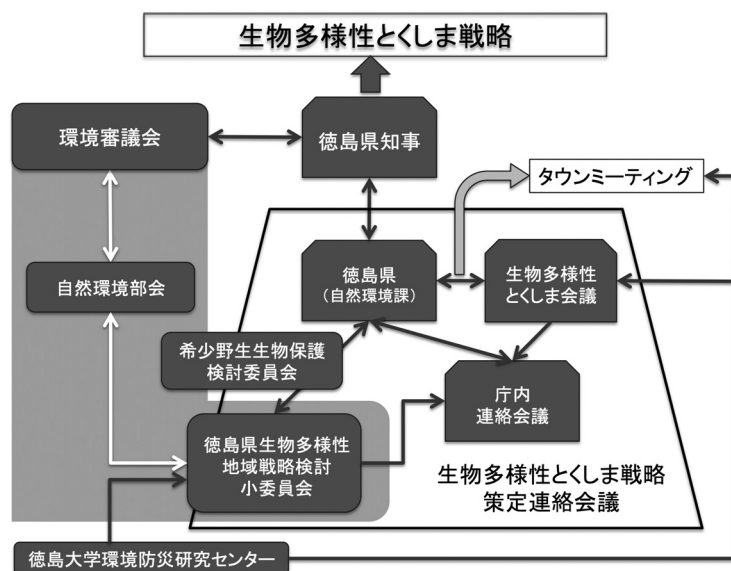 生物多様性とくしま戦略
環境審議会
徳島県知事
タウンミーティング
自然環境部会
徳島県
(自然環境課)
生物多様性
とくしま会議
希少野生生物保護
検討委員会
庁内
連絡会議
徳島県生物多様性
地域戦略検討
小委員会
生物多様性とくしま戦略
策定連絡会議
徳島大学環境防災研究センター